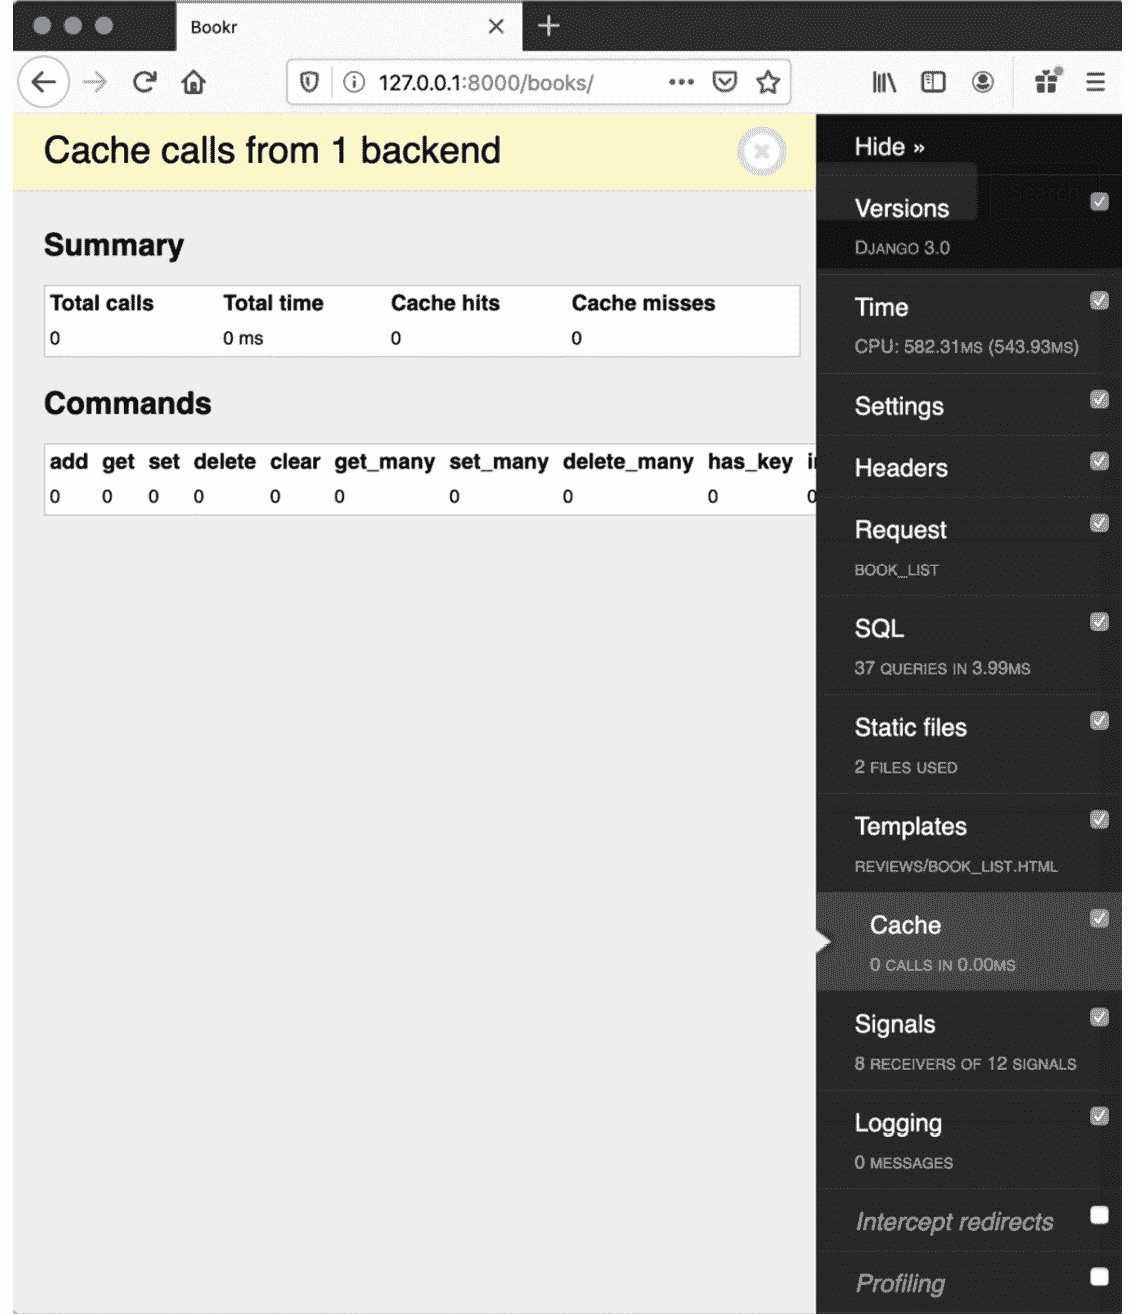 Bookr
127.0.0.1:8000/books/
Cache calls from 1 backend
Summary
Total calls Total time Cache hits Cache misses
0 0 ms 0 0
Commands
add get set delete clear get_many set_many delete_many has_key
0 0 0 0 0 0 0 0 0 0
Hide »
Search
Versions
DJANGO 3.0
Time
CPU: 582.31MS (543.93MS)
Settings
Headers
Request
BOOK_LIST
SQL
37 QUERIES IN 3.99MS
Static files
2 FILES USED
Templates
REVIEWS/BOOK_LIST.HTML
Cache
0 CALLS IN 0.00MS
Signals
8 RECEIVERS OF 12 SIGNALS
Logging
0 MESSAGES
Intercept redirects
Profiling